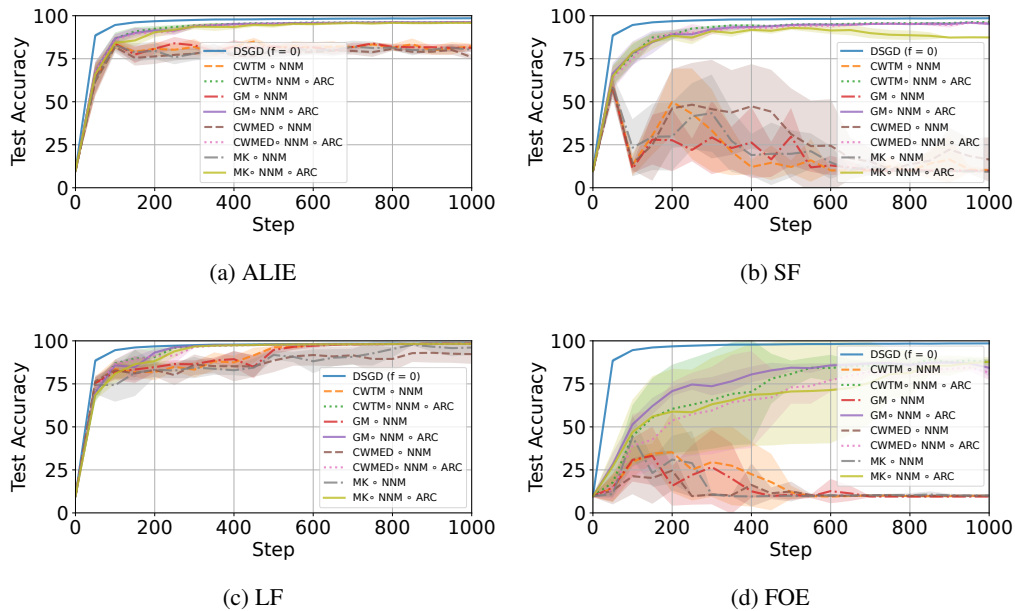 100
75
50
25
0
Test Accuracy
0 200 400 600 800 1000
Step
DSGD (f = 0)
CWTM ∘ NNM
CWTM∘ NNM ∘ ARC
GM ∘ NNM
GM∘ NNM ∘ ARC
CWMED ∘ NNM
CWMED∘ NNM ∘ ARC
MK ∘ NNM
MK∘ NNM ∘ ARC
(a) ALIE
100
75
50
25
0
Test Accuracy
0 200 400 600 800 1000
Step
DSGD (f = 0)
CWTM ∘ NNM
CWTM∘ NNM ∘ ARC
GM ∘ NNM
GM∘ NNM ∘ ARC
CWMED ∘ NNM
CWMED∘ NNM ∘ ARC
MK ∘ NNM
MK∘ NNM ∘ ARC
(b) SF
100
75
50
25
0
Test Accuracy
0 200 400 600 800 1000
Step
DSGD (f = 0)
CWTM ∘ NNM
CWTM∘ NNM ∘ ARC
GM ∘ NNM
GM∘ NNM ∘ ARC
CWMED ∘ NNM
CWMED∘ NNM ∘ ARC
MK ∘ NNM
MK∘ NNM ∘ ARC
(c) LF
100
75
50
25
0
Test Accuracy
0 200 400 600 800 1000
Step
DSGD (f = 0)
CWTM ∘ NNM
CWTM∘ NNM ∘ ARC
GM ∘ NNM
GM∘ NNM ∘ ARC
CWMED ∘ NNM
CWMED∘ NNM ∘ ARC
MK ∘ NNM
MK∘ NNM ∘ ARC
(d) FOE